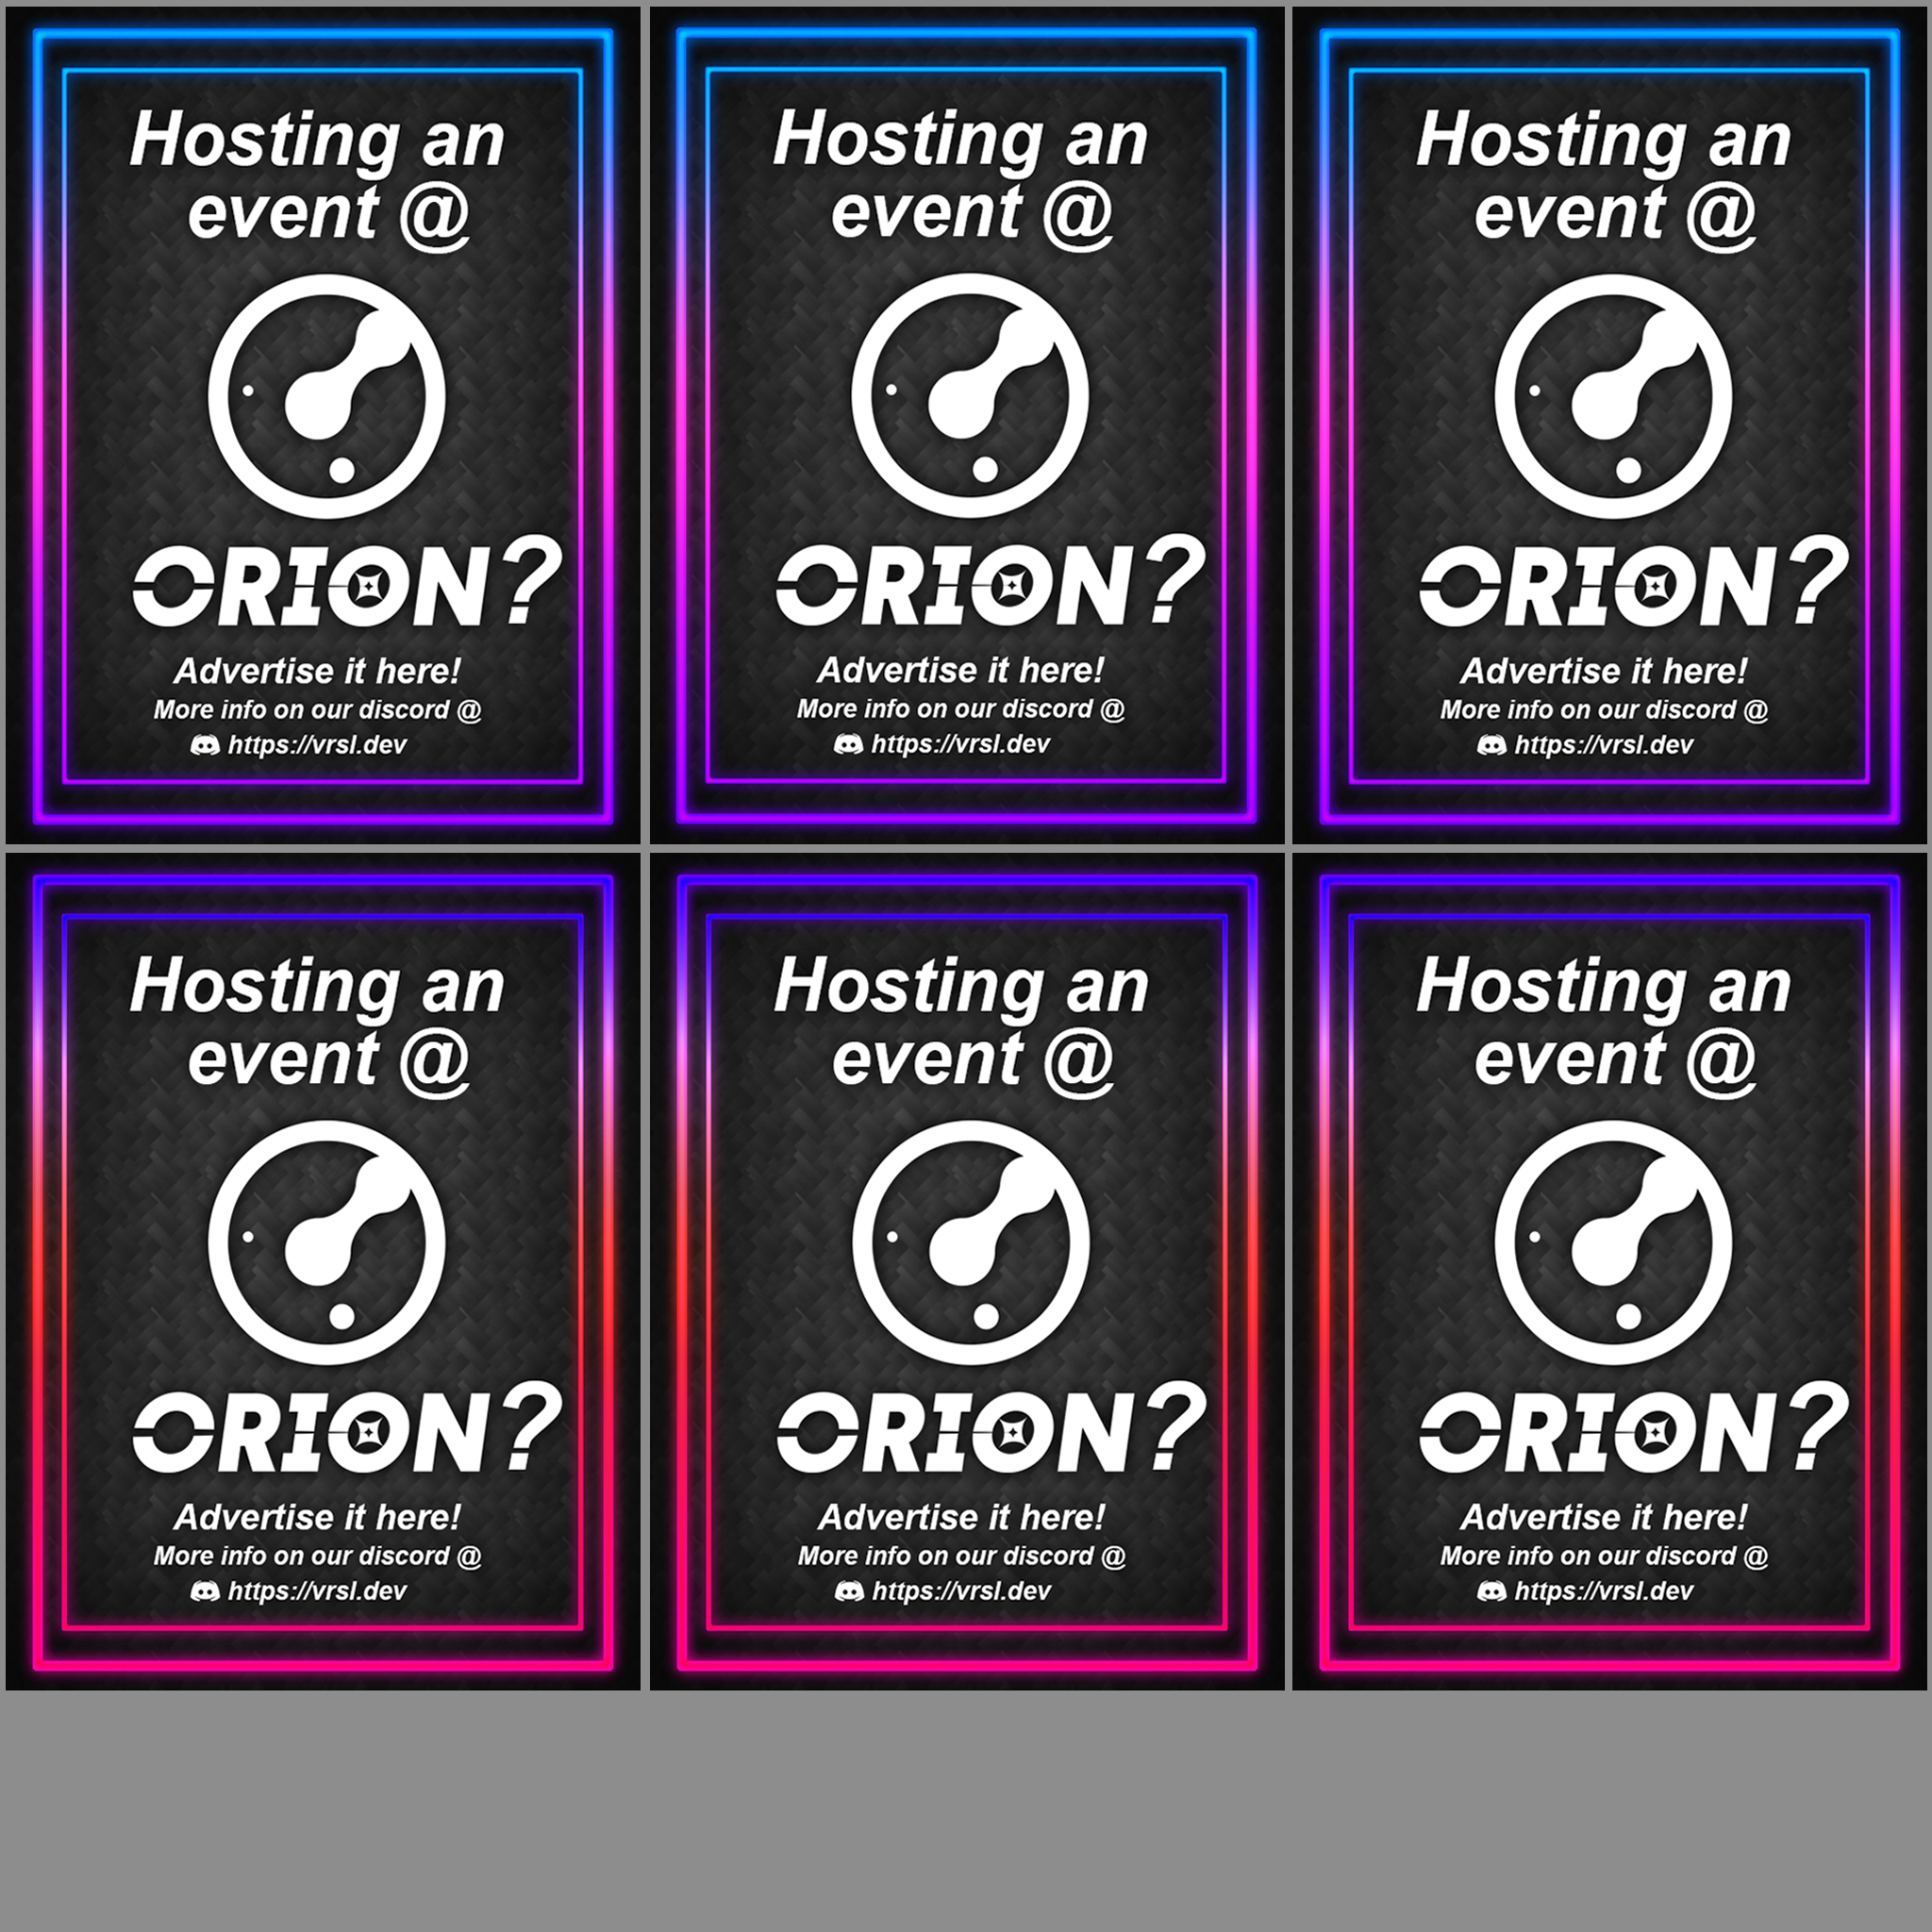 Hosting an
event @
ORION?
Advertise it here!
More info on our discord @
https://vrsl.dev
Hosting an
event @
ORION?
Advertise it here!
More info on our discord @
https://vrsl.dev
Hosting an
event @
ORION?
Advertise it here!
More info on our discord @
https://vrsl.dev
Hosting an
event @
ORION?
Advertise it here!
More info on our discord @
https://vrsl.dev
Hosting an
event @
ORION?
Advertise it here!
More info on our discord @
https://vrsl.dev
Hosting an
event @
ORION?
Advertise it here!
More info on our discord @
https://vrsl.dev